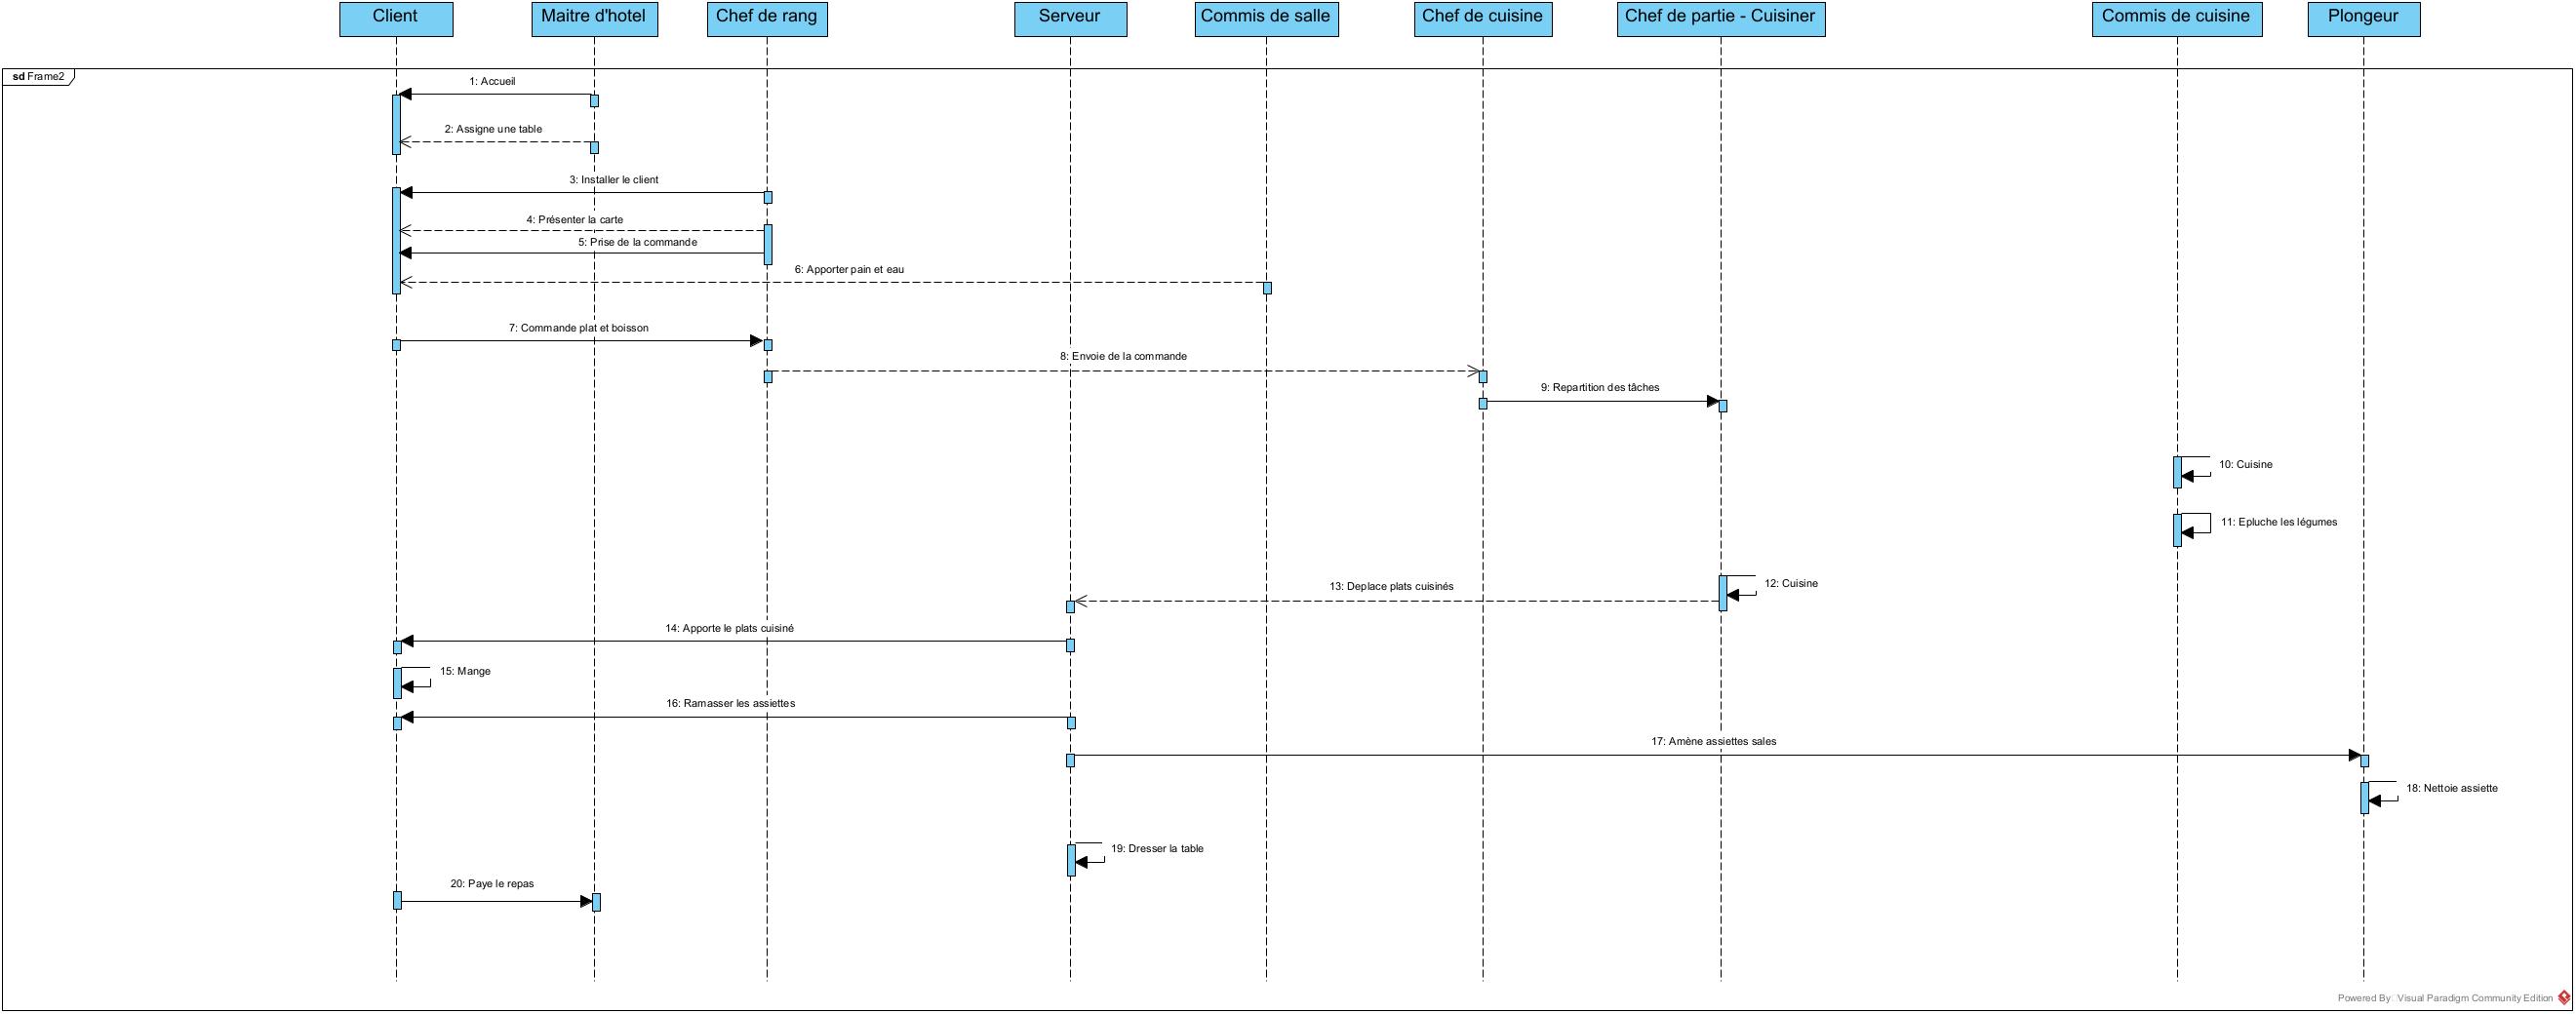 Client
Maitre d'hotel
Chef de rang
Serveur
Commis de salle
Chef de cuisine
Chef de partie - Cuisiner
Commis de cuisine
Plongeur
sd Frame2
1: Accueil
2: Assigne une table
3: Installer le client
4: Présenter la carte
5: Prise de la commande
6: Apporter pain et eau
7: Commande plat et boisson
8: Envoie de la commande
9: Repartition des tâches
10: Cuisine
11: Epluche les légumes
12: Cuisine
13: Deplace plats cuisinés
14: Apporte le plats cuisiné
15: Mange
16: Ramasser les assiettes
17: Amène assiettes sales
18: Nettoie assiette
19: Dresser la table
20: Paye le repas
Powered By: Visual Paradigm Community Edition